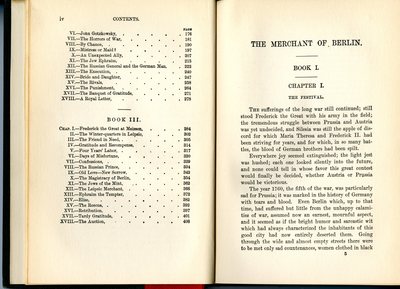 iv CONTENTS.
PAGE
VI.—John Gotzkowsky, 176
VII.—The Horrors of War, 181
VIII.—By Chance, 190
IX.—Mistress or Maid? 197
X.—An Unexpected Ally, 207
XI.—The Jew Ephraim, 215
XII.—The Russian General and the German Man, 223
XIII.—The Execution, 240
XIV.—Bride and Daughter, 247
XV.—The Rivals, 258
XVI.—The Punishment, 264
XVII.—The Banquet of Gratitude, 271
XVIII.—A Royal Letter, 278
BOOK III.
CHAP. I.—Frederick the Great at Meissen, 284
II.—The Winter-quarters in Leipsic, 300
III.—The Friend in Need, 305
IV.—Gratitude and Recompense, 314
V.—Four Years' Labor, 317
VI.—Days of Misfortune, 320
VII.—Confession, 329
VIII.—The Russian Prince, 334
IX.—Old Love—New Sorrow, 343
X.—The Magistracy of Berlin, 354
XI.—The Jews of the Mint,
XII.—The Leipsic Merchant,
XIII.—Ephraim the Tempter, 373
XIV.—Elise, 383
XV.—The Rescue, 392
XVI.—Retribution, 397
XVII.—Tardy Gratitude, 401
XVIII.—The Auction, 408
THE MERCHANT OF BERLIN.
BOOK I.
CHAPTER I.
THE FESTIVAL.
THE sufferings of the long war still continued; still
stood Frederick the Great with his army in the field;
the tremendous struggle between Prussia and Austria
was yet undecided, and Silesia was still the apple of dis-
cord for which Maria Theresa and Frederick II. had
been striving for years, and for which, in so many bat-
tles, the blood of German brothers had been spilt.
Everywhere joy seemed extinguished; the light jest
was hushed; each one looked silently into the future,
and none could tell in whose favor this great contest
would finally be decided, whether Austria or Prussia
would be victorious.
The year 1760, the fifth of the war, was particularly
sad for Prussia; it was marked in the history of Germany
with tears and blood. Even Berlin, which up to that
time, had suffered but little from the unhappy calami-
ties of war, assumed now an earnest, mournful aspect,
and it seemed as if the bright humor and sarcastic wit
which had always characterized the inhabitants of this
good city had now entirely deserted them. Going
through the wide and almost empty streets there were
to be met only sad countenances, women clothed in black
5